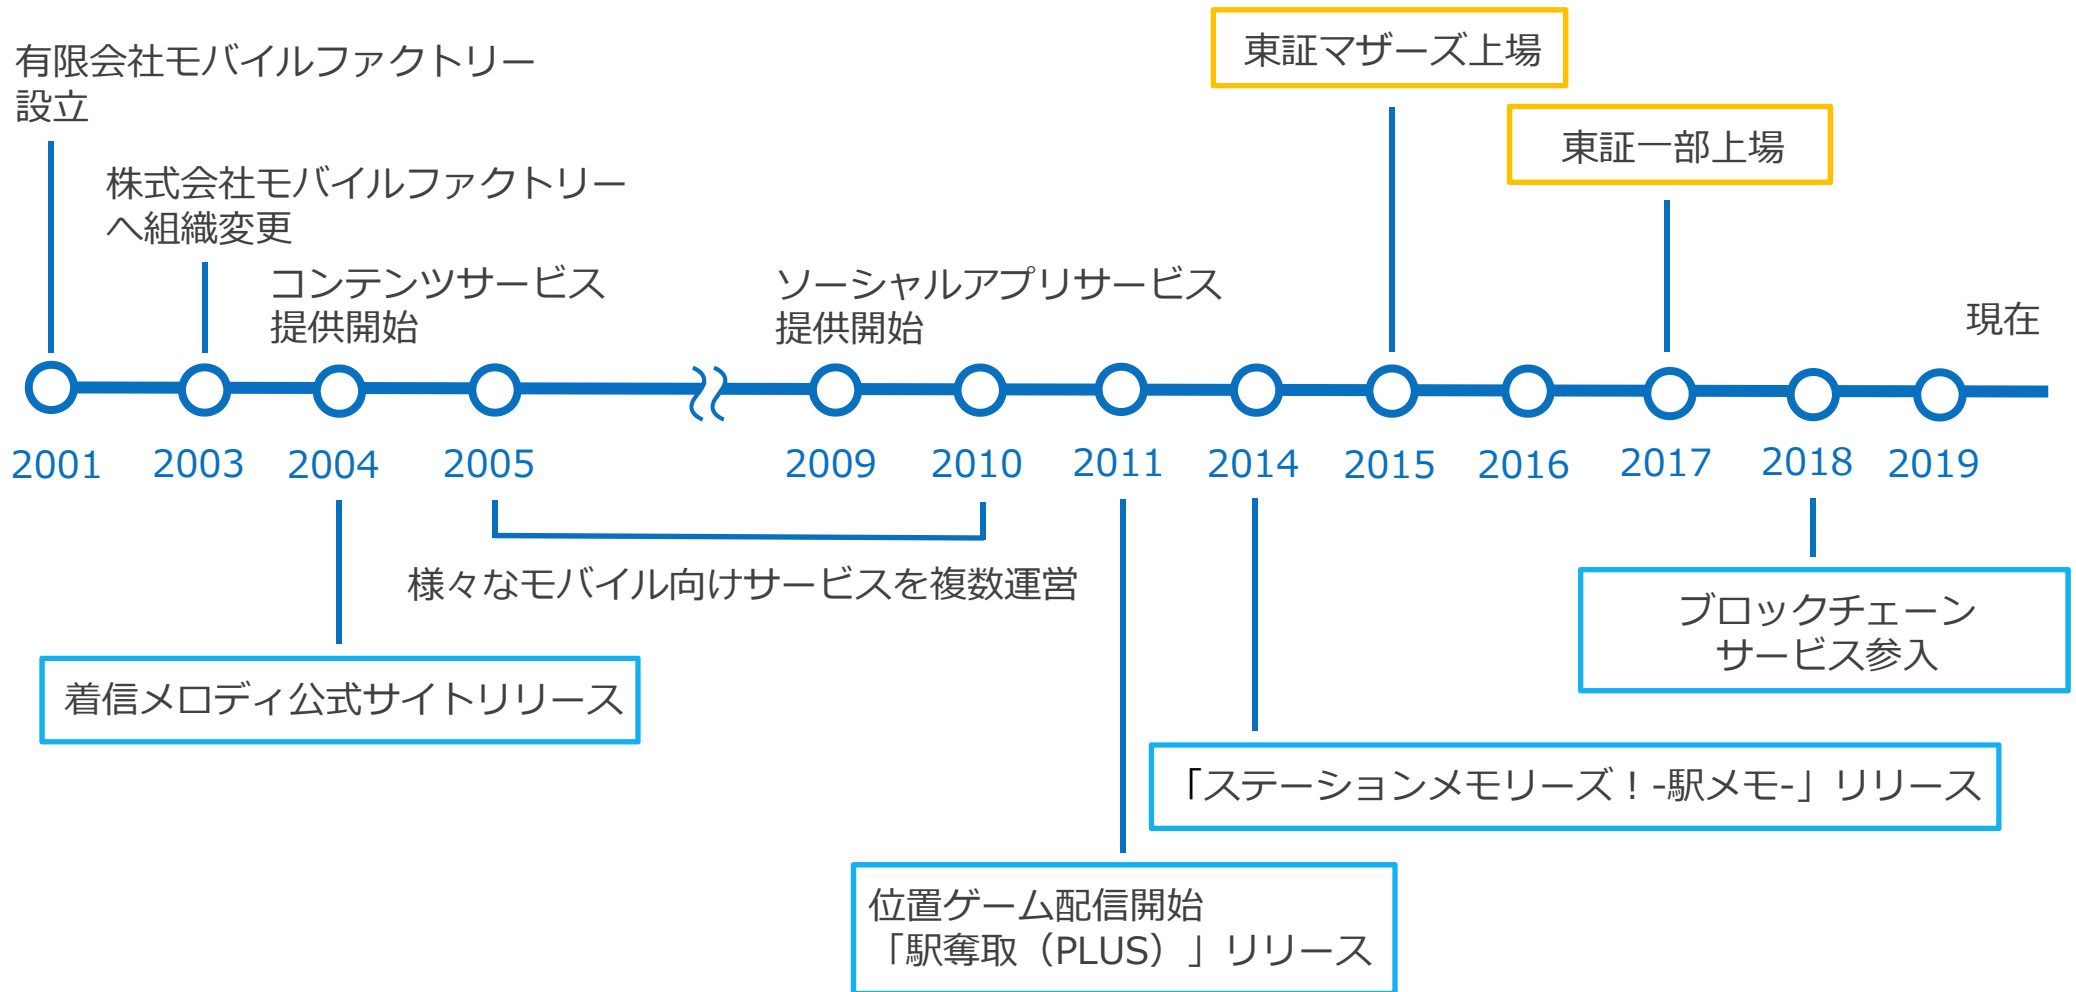 有限会社モバイルファクトリー
設立
株式会社モバイルファクトリー
へ組織変更
コンテンツサービス
提供開始
ソーシャルアプリサービス
提供開始
東証マザーズ上場
東証一部上場
現在
2001
2003
2004
2005
2009
2010
2011
2014
2015
2016
2017
2018
2019
様々なモバイル向けサービスを複数運営
着信メロディ公式サイトリリース
ブロックチェーン
サービス参入
「ステーションメモリーズ！-駅メモ-」リリース
位置ゲーム配信開始
「駅奪取（PLUS）」リリース